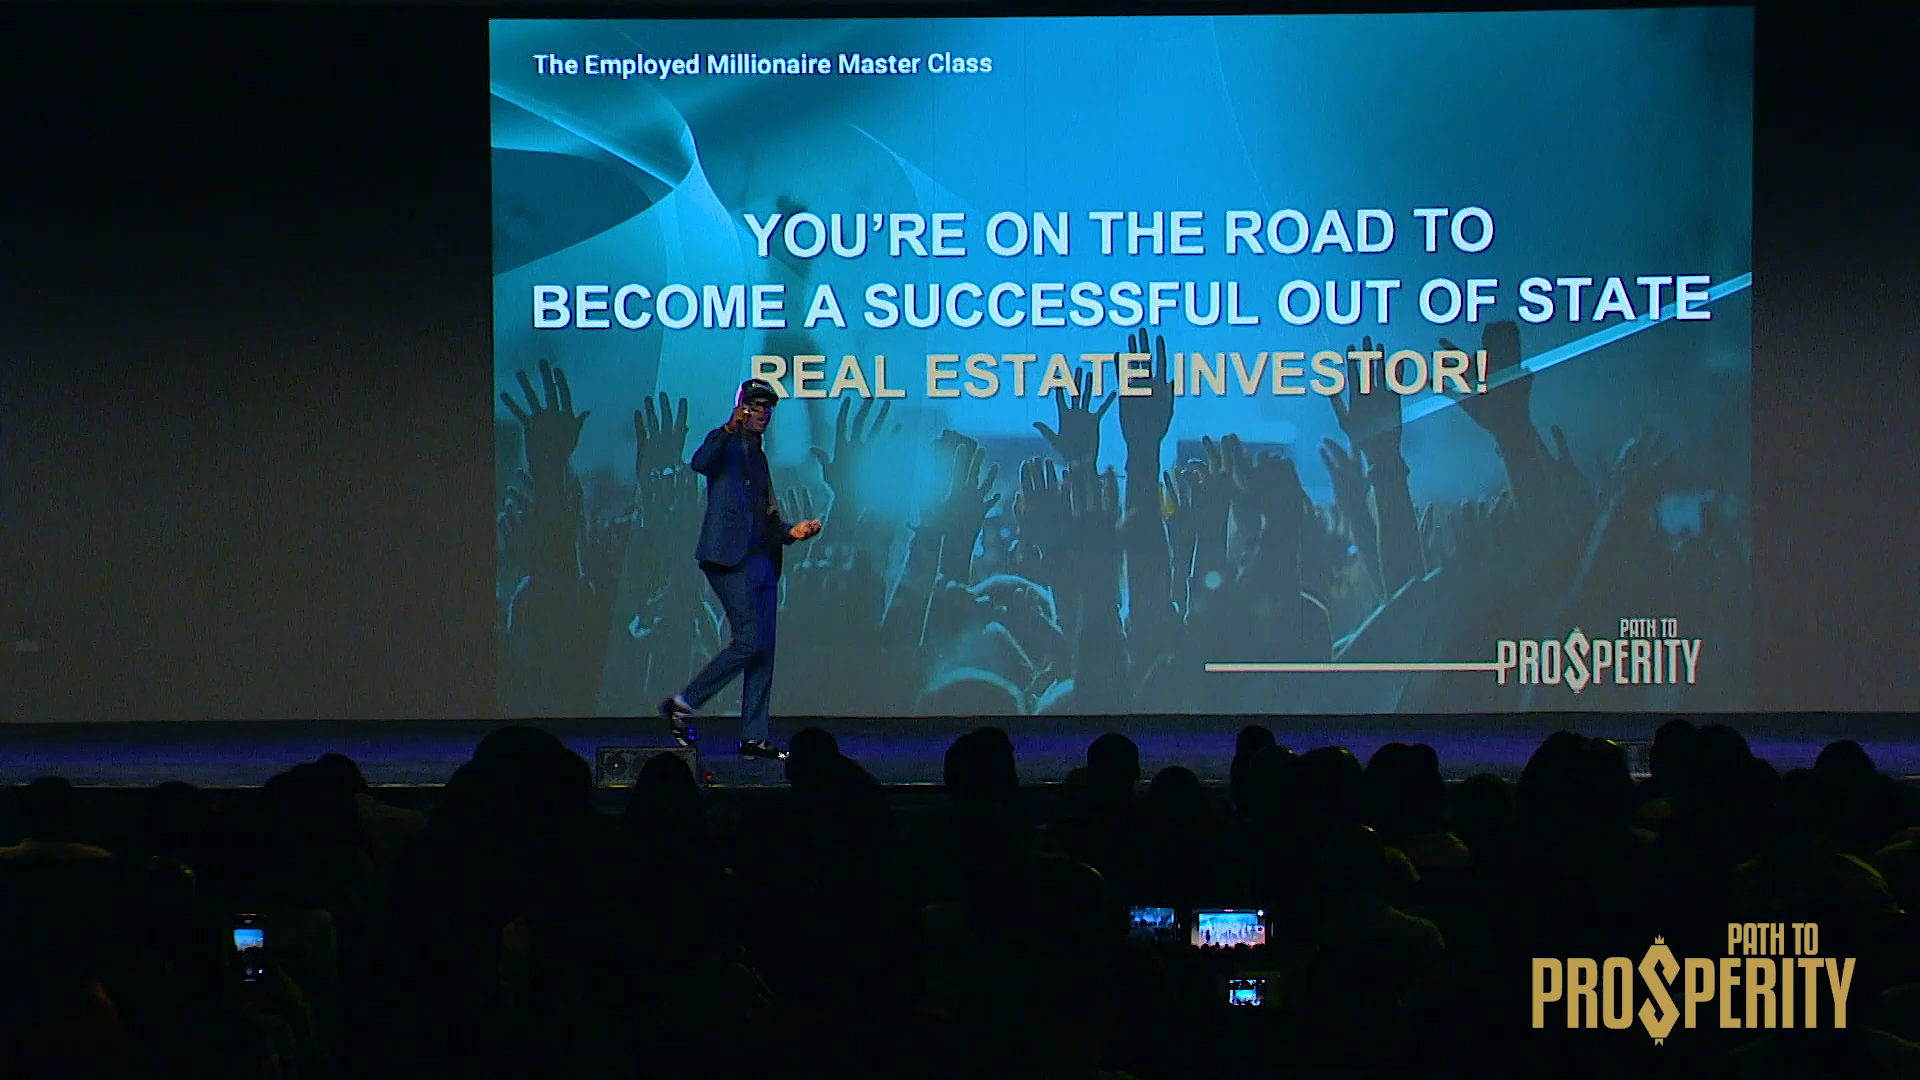 The Employed Millionaire Master Class
YOU'RE ON THE ROAD TO
BECOME A SUCCESSFUL OUT OF STATE
REAL ESTATE INVESTOR!
PATH TO
PRO$PERITY
PATH TO
PRO$PERITY